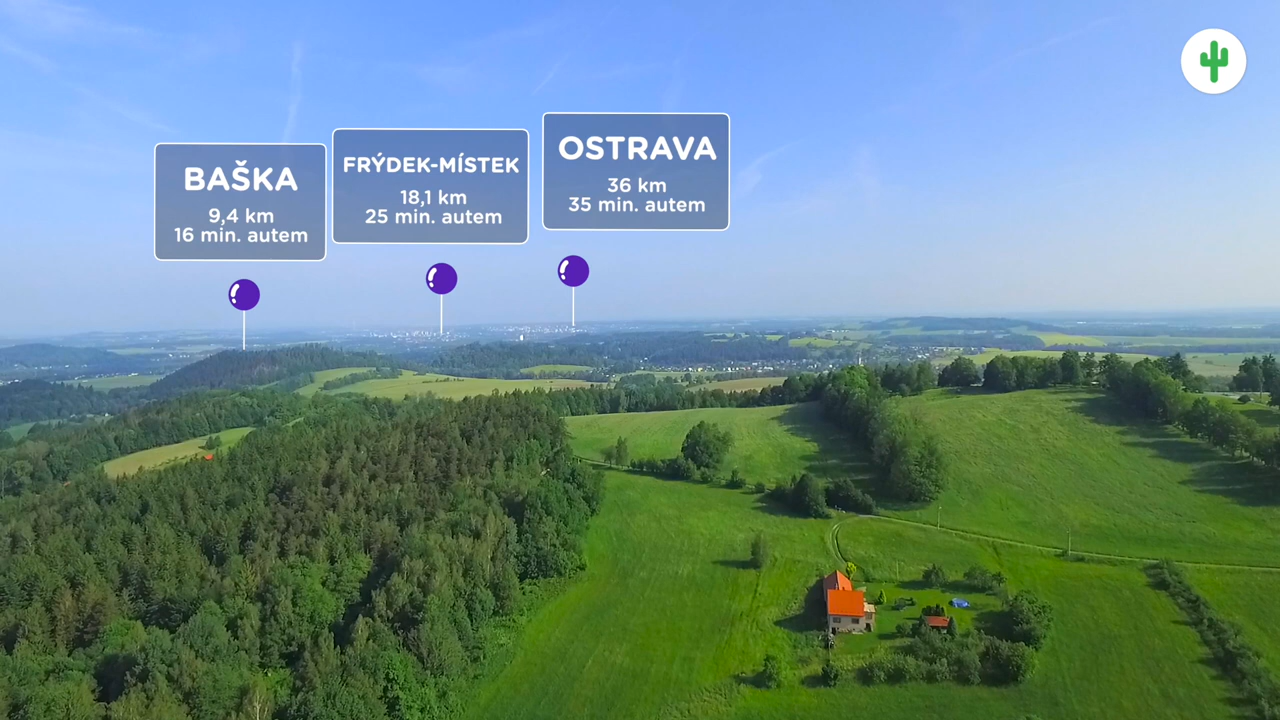 BAŠKA
9,4 km
16 min. autem
FRÝDEK-MÍSTEK
18,1 km
25 min. autem
OSTRAVA
36 km
35 min. autem